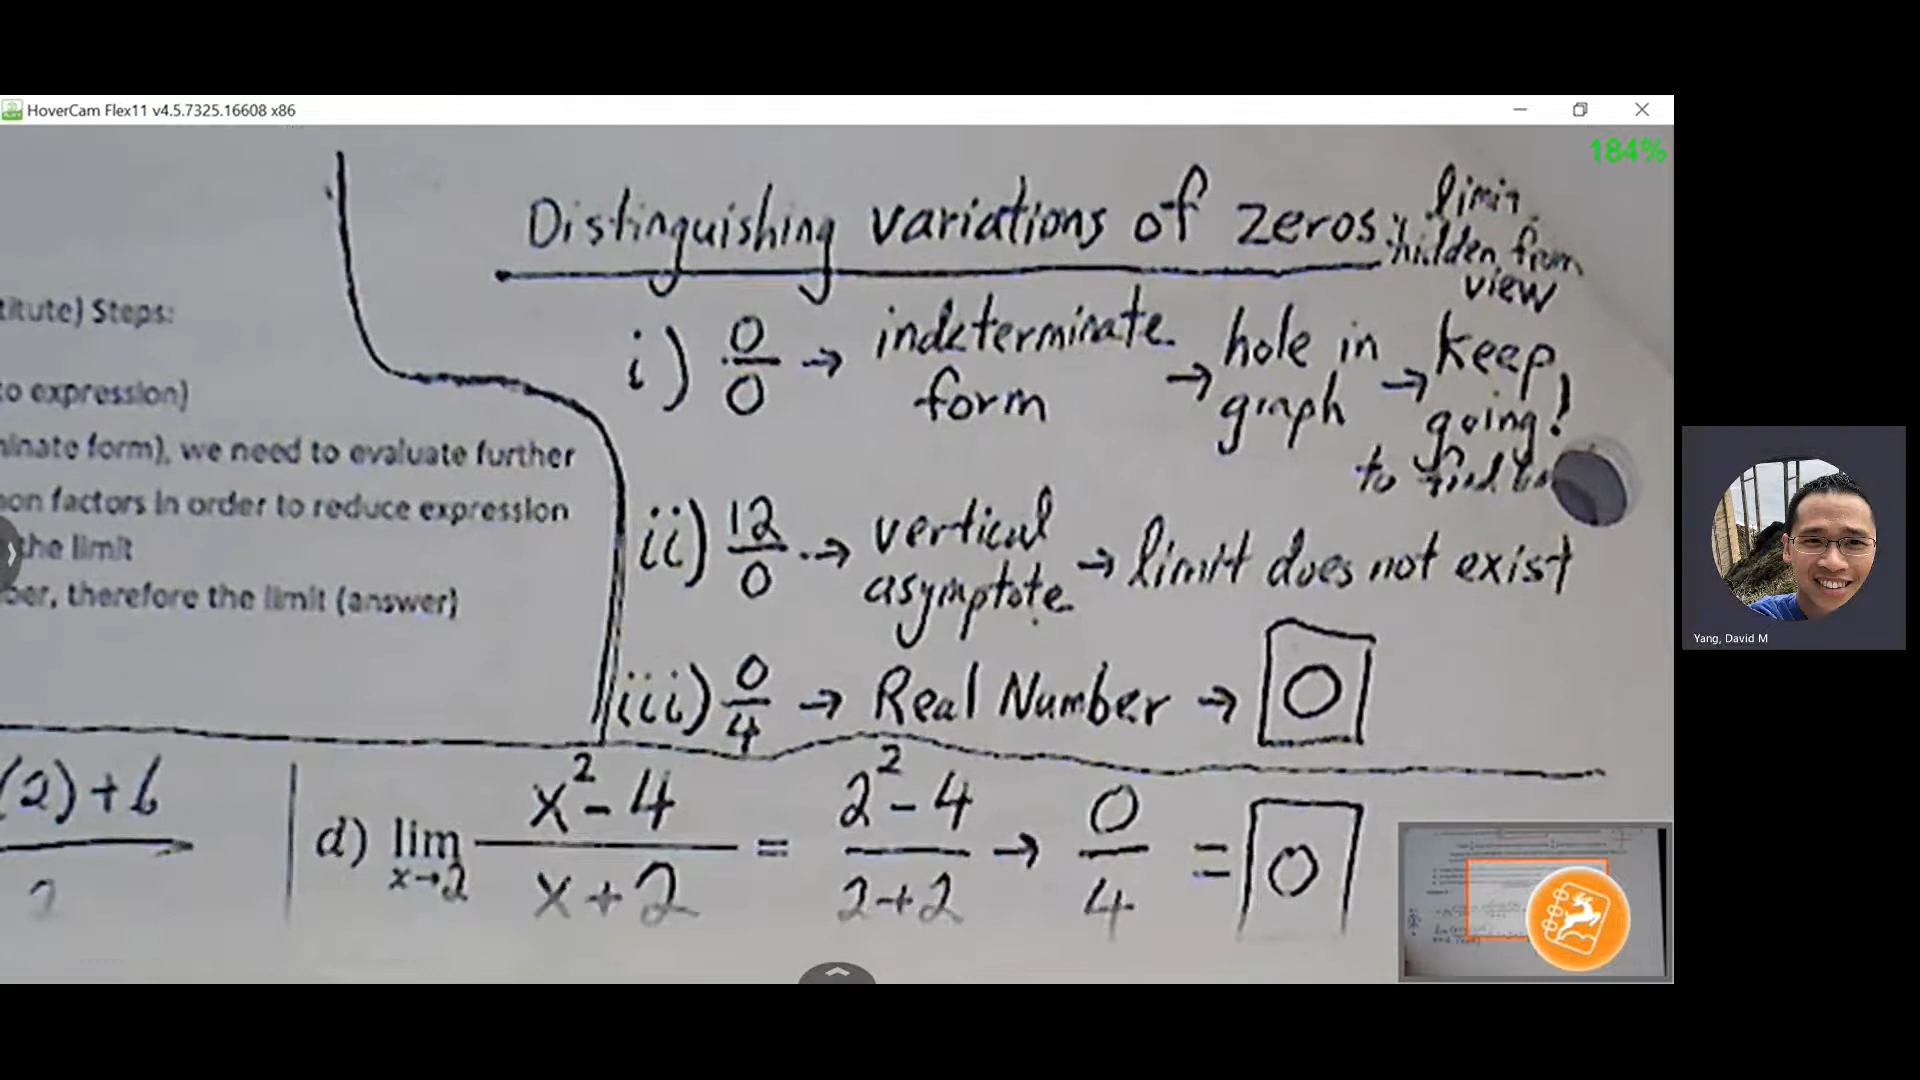 HoverCam Flex11 v4.5.7325.16608 x86
184%
Distinguishing variations of zeros
limit
hidden from
view
i) 0/0 → indeterminate form → hole in graph → keep going!
to find
ii) 12/0 → vertical asymptote → limit does not exist
iii) 0/4 → Real Number → 0
titute) Steps:
to expression)
inate form), we need to evaluate further
on factors in order to reduce expression
the limit
ber, therefore the limit (answer)
(2)+6
2
d) lim x→2 x²-4/x+2 = 2²-4/2+2 → 0/4 = 0
Yang, David M